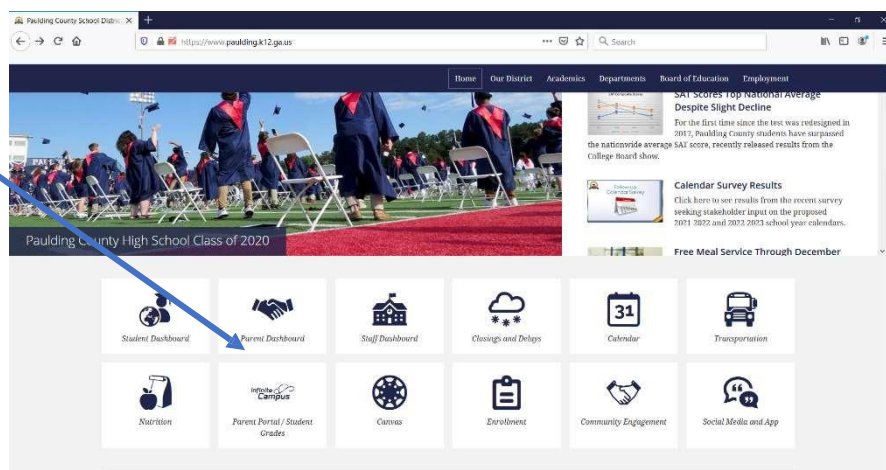 Paulding County School District
https://www.paulding.k12.ga.us
Search
Home Our District Academics Departments Board of Education Employment
SAT Scores Top National Average
Despite Slight Decline
For the first time since the test was redesigned in
2017, Paulding County students have surpassed
the nationwide average SAT score, recently released results from the
College Board show.
Calendar Survey Results
Click here to see results from the recent survey
seeking stakeholder input on the proposed
2021 2022 and 2022 2023 school year calendars.
Free Meal Service Through December
Paulding County High School Class of 2020
31
Student Dashboard
Parent Dashboard
Staff Dashboard
Closings and Delays
Calendar
Transportation
Infinite
Campus
Nutrition
Parent Portal / Student
Grades
Canvas
Enrollment
Community Engagement
Social Media and App